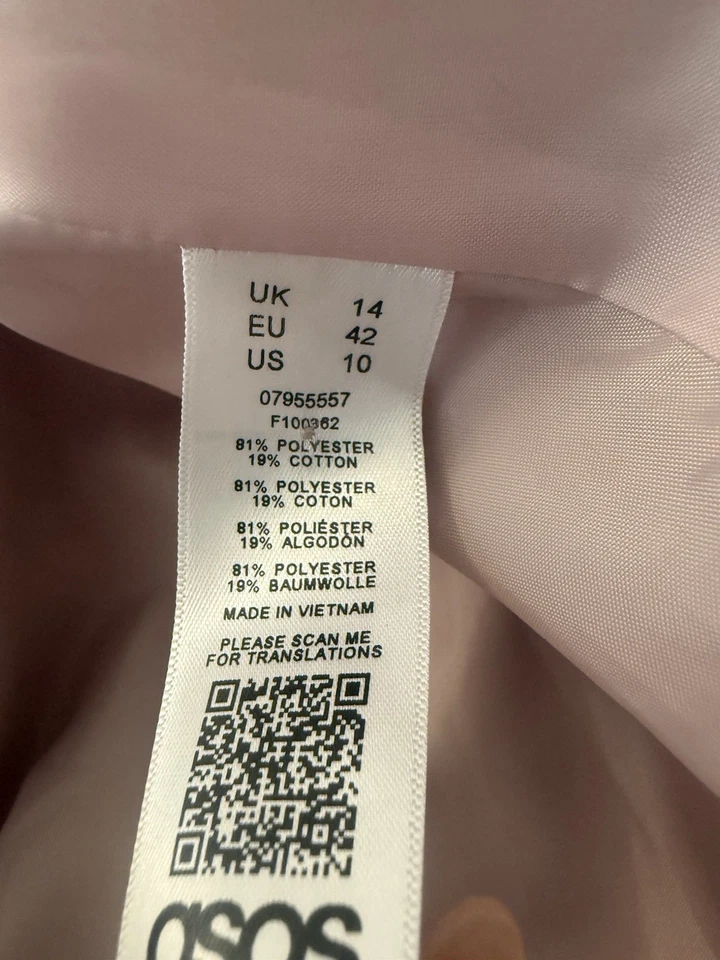 UK 14
EU 42
US 10
07955557
F100362
81% POLYESTER
19% COTTON
81% POLYESTER
19% COTON
81% POLIÉSTER
19% ALGODÓN
81% POLYESTER
19% BAUMWOLLE
MADE IN VIETNAM
PLEASE SCAN ME
FOR TRANSLATIONS
asos